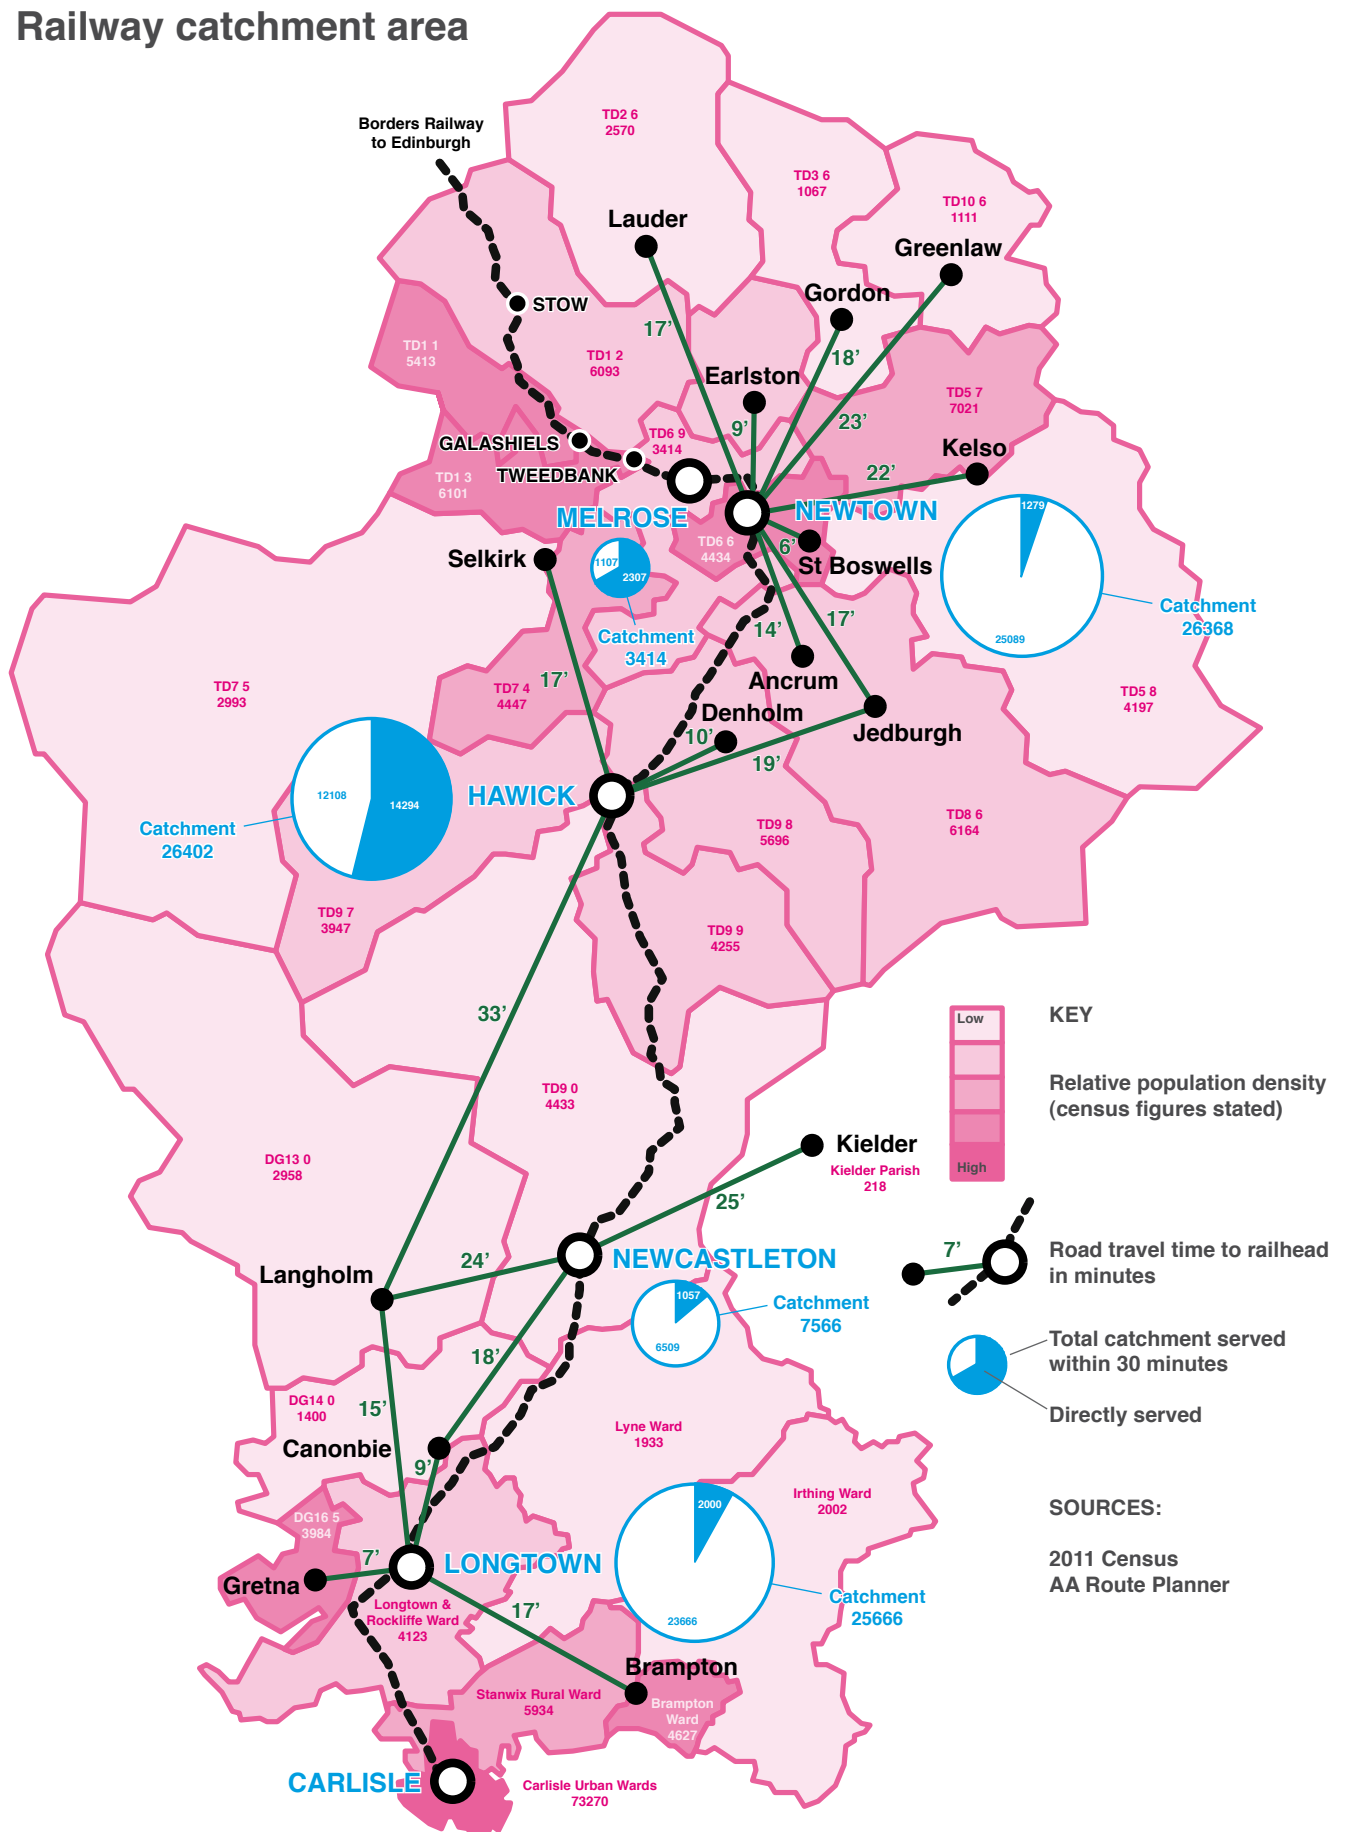 Railway catchment area
Borders Railway
to Edinburgh
TD2 6
2570
TD3 6
1067
TD10 6
1111
Lauder
Greenlaw
Gordon
STOW
17’
18’
TD1 1
5413
TD1 2
6093
Earlston
TD5 7
7021
9’
23’
TD6 9
3414
GALASHIELS
TWEEDBANK
Kelso
22’
TD1 3
6101
MELROSE
NEWTOWN
1279
TD6 6
4434
6’
Selkirk
St Boswells
1107
2307
Catchment
3414
25089
Catchment
26368
14’
17’
17’
Ancrum
TD7 5
2993
TD7 4
4447
TD5 8
4197
Denholm
10’
Jedburgh
19’
HAWICK
12108
14294
Catchment
26402
TD9 8
5696
TD8 6
6164
TD9 7
3947
TD9 9
4255
33’
Low
High
KEY
Relative population density
(census figures stated)
TD9 0
4433
Kielder
Kielder Parish
218
DG13 0
2958
25’
24’
NEWCASTLETON
Langholm
7’
Road travel time to railhead
in minutes
1057
6509
Catchment
7566
18’
Total catchment served
within 30 minutes
Directly served
DG14 0
1400
15’
Canonbie
9’
Lyne Ward
1933
Irthing Ward
2002
SOURCES:
2011 Census
AA Route Planner
DG16 5
3984
7’
LONGTOWN
Gretna
2000
23666
Catchment
25666
Longtown &
Rockliffe Ward
4123
17’
Brampton
Stanwix Rural Ward
5934
Brampton
Ward
4627
CARLISLE
Carlisle Urban Wards
73270